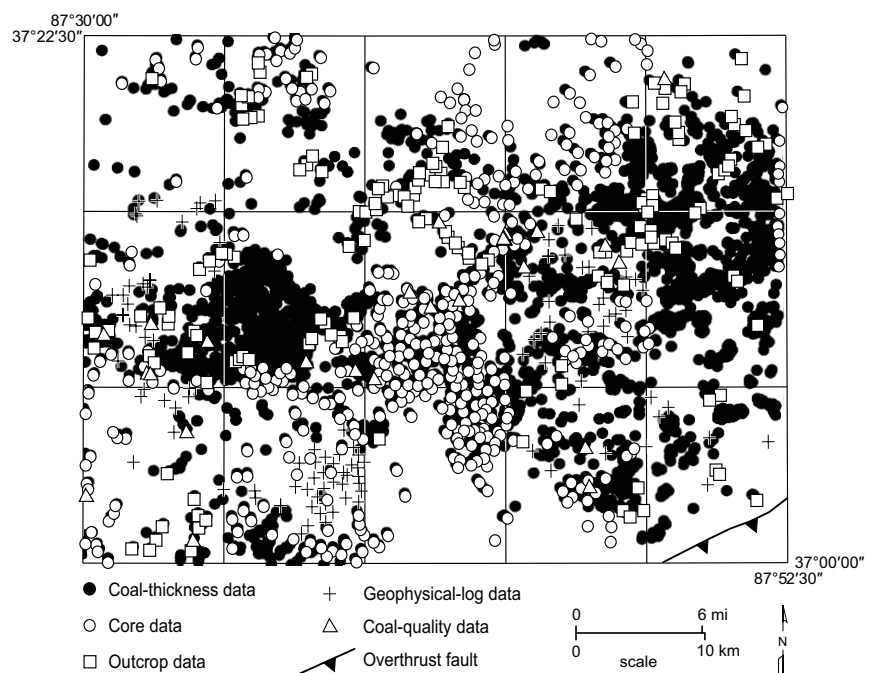 87°30′00″
37°22′30″
37°00′00″
87°52′30″
Coal-thickness data
Core data
Outcrop data
Geophysical-log data
Coal-quality data
Overthrust fault
0 6 mi
0 10 km
scale
N